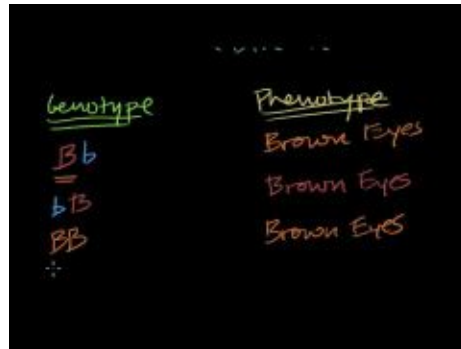 Genotype Phenotype
Bb Brown Eyes
bB Brown Eyes
BB Brown Eyes